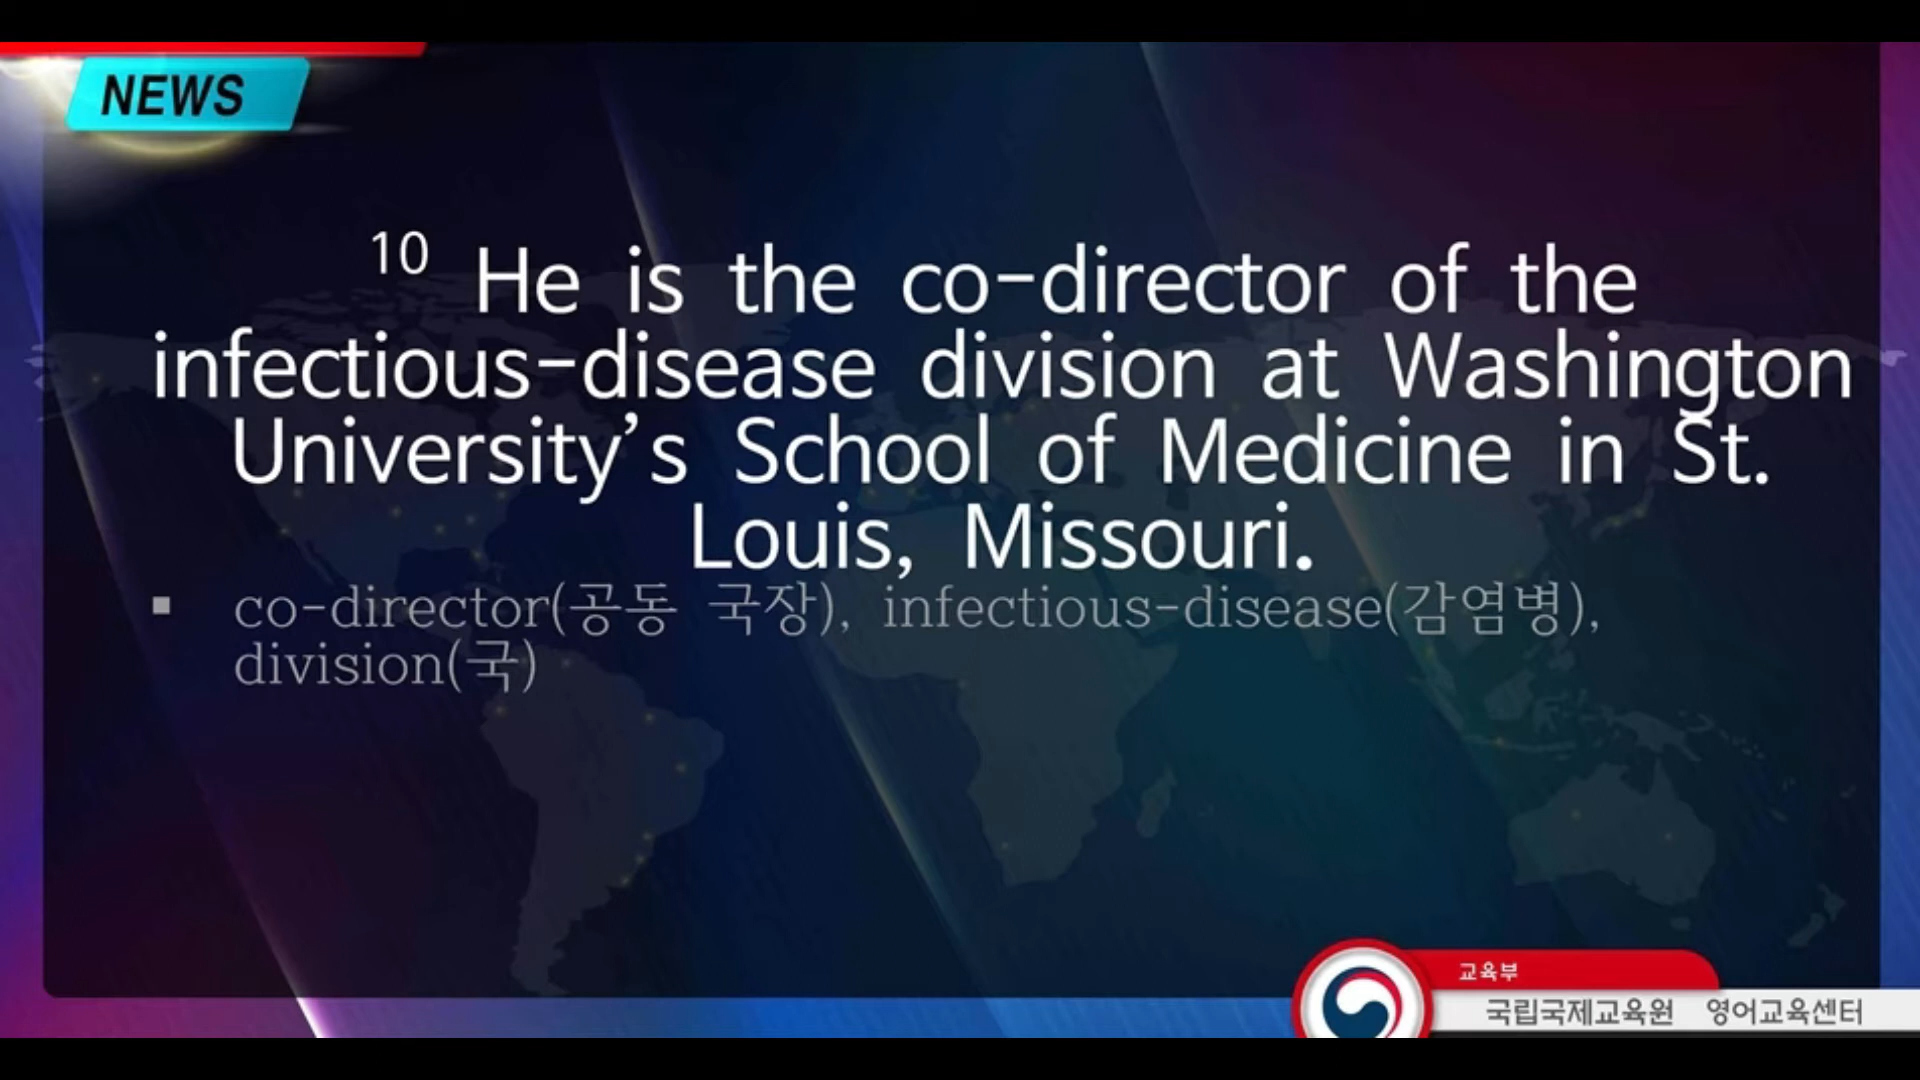 NEWS
10 He is the co-director of the
infectious-disease division at Washington
University’s School of Medicine in St.
Louis, Missouri.
▪ co-director(공동 국장), infectious-disease(감염병),
division(국)
교육부
국립국제교육원 영어교육센터